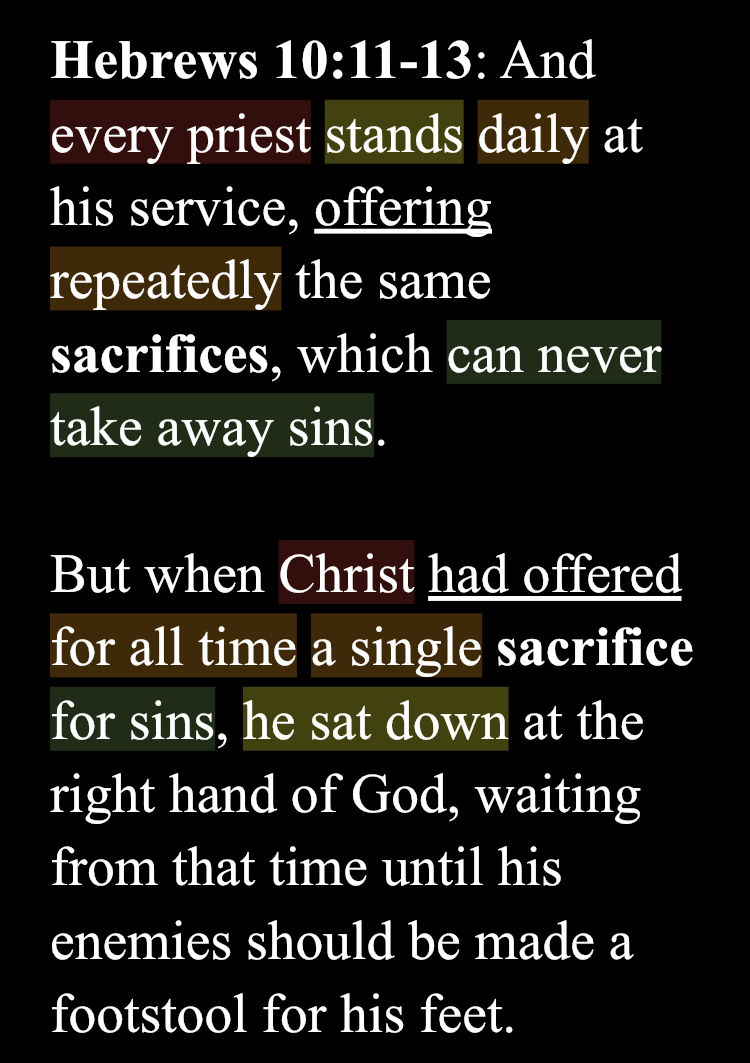 Hebrews 10:11-13: And
every priest stands daily at
his service, offering
repeatedly the same
sacrifices, which can never
take away sins.
But when Christ had offered
for all time a single sacrifice
for sins, he sat down at the
right hand of God, waiting
from that time until his
enemies should be made a
footstool for his feet.